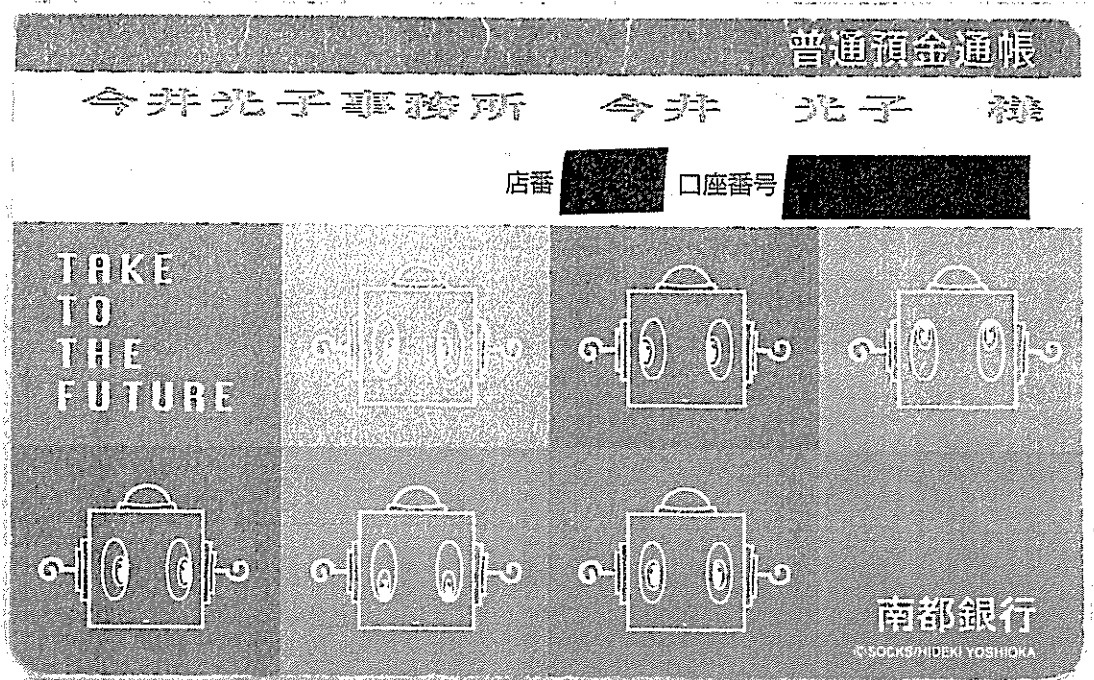 普通預金通帳
今井光子事務所 今井 光子 様
店番 口座番号
TAKE
TO
THE
FUTURE
南都銀行
©SOCKS/HIDEKI YOSHIOKA